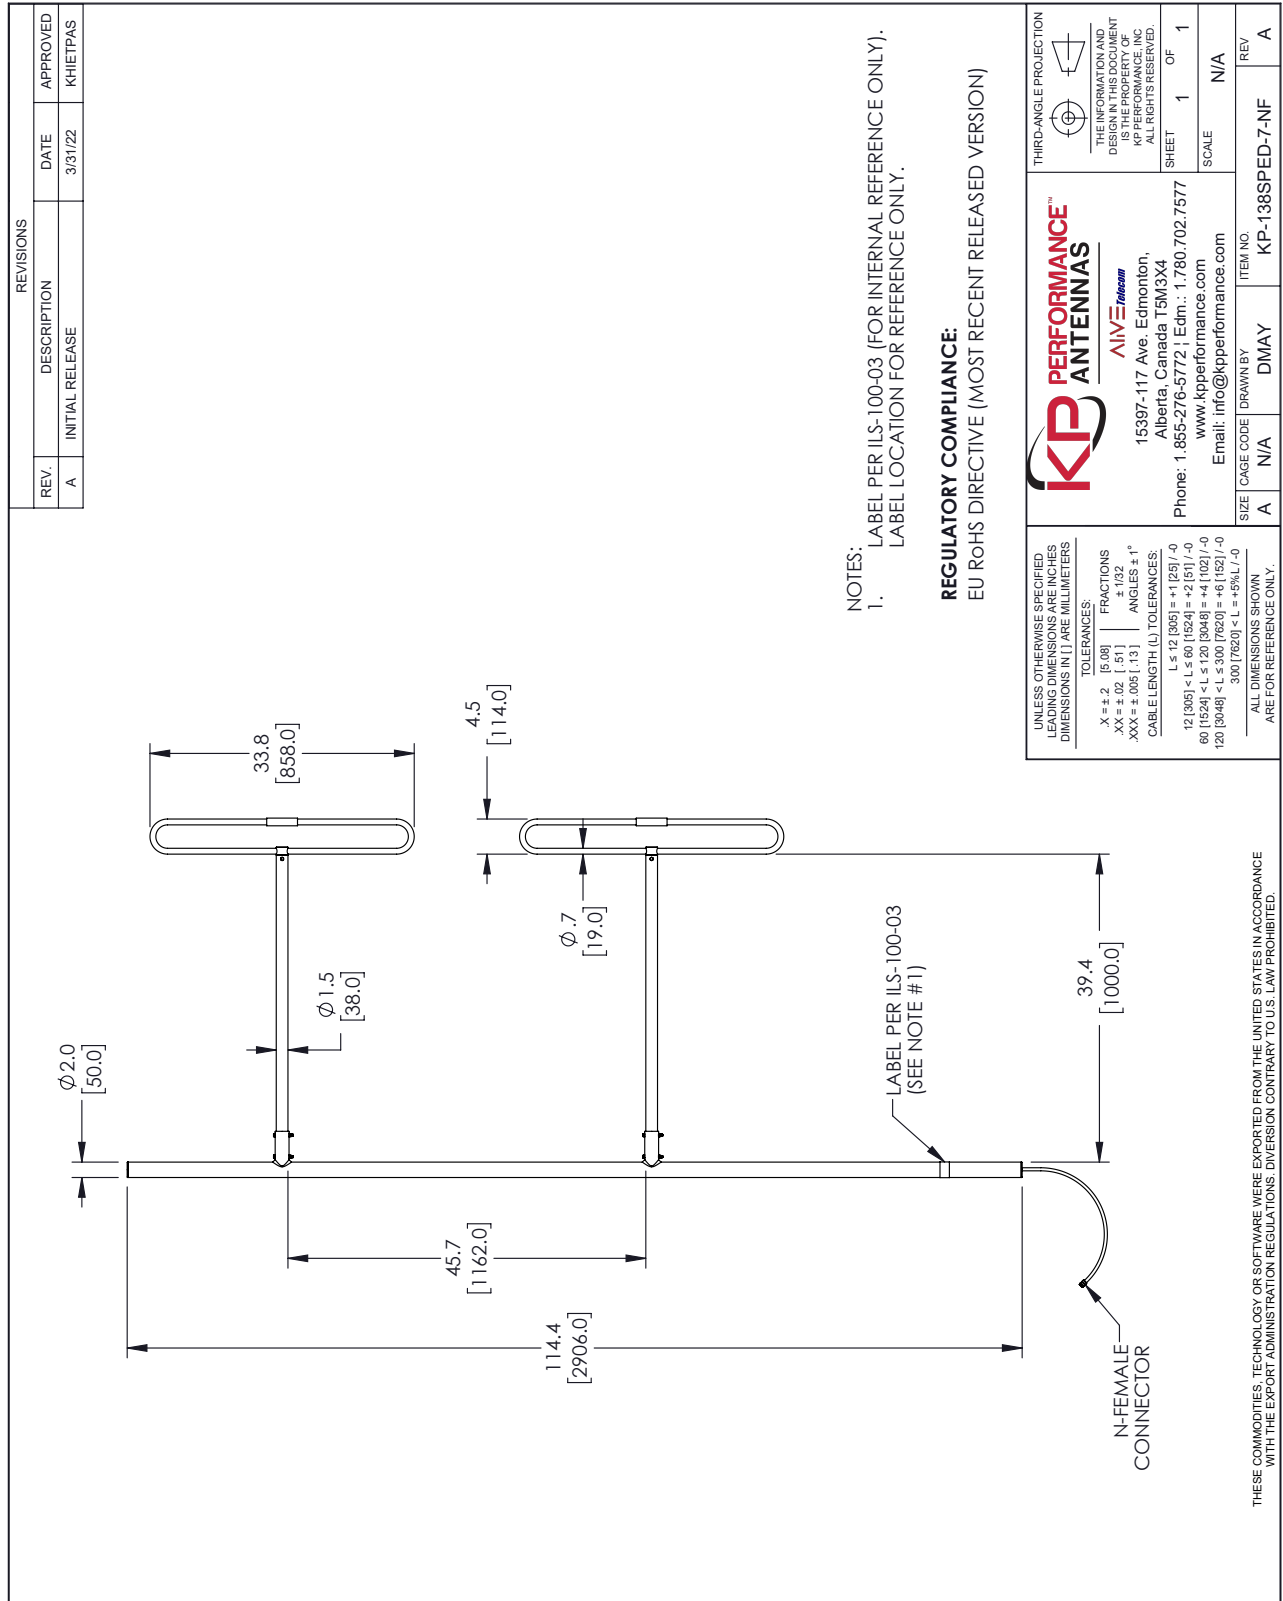 REVISIONS
REV. DESCRIPTION DATE APPROVED
A INITIAL RELEASE 3/31/22 KHIETPAS
Ø2.0
[50.0]
Ø1.5
[38.0]
33.8
[858.0]
4.5
[114.0]
Ø.7
[19.0]
45.7
[1162.0]
114.4
[2906.0]
LABEL PER ILS-100-03
(SEE NOTE #1)
39.4
[1000.0]
N-FEMALE
CONNECTOR
NOTES:
1. LABEL PER ILS-100-03 (FOR INTERNAL REFERENCE ONLY).
LABEL LOCATION FOR REFERENCE ONLY.
REGULATORY COMPLIANCE:
EU RoHS DIRECTIVE (MOST RECENT RELEASED VERSION)
UNLESS OTHERWISE SPECIFIED
LEADING DIMENSIONS ARE INCHES
DIMENSIONS IN [ ] ARE MILLIMETERS
TOLERANCES:
.X = ±.2 [5.08] FRACTIONS
.XX = ±.02 [.51] ± 1/32
.XXX = ±.005 [.13] ANGLES ± 1°
CABLE LENGTH (L) TOLERANCES:
L ≤ 12 [305] = +1 [25] / -0
12 [305] < L ≤ 60 [1524] = +2 [51] / -0
60 [1524] < L ≤ 120 [3048] = +4 [102] / -0
120 [3048] < L ≤ 300 [7620] = +6 [152] / -0
300 [7620] < L = +5%L / -0
ALL DIMENSIONS SHOWN
ARE FOR REFERENCE ONLY.
KP PERFORMANCE™
ANTENNAS
ALIVE Telecom
15397-117 Ave. Edmonton,
Alberta, Canada T5M3X4
Phone: 1.855-276-5772 | Edm.: 1.780.702.7577
www.kpperformance.com
Email: info@kpperformance.com
THIRD-ANGLE PROJECTION
THE INFORMATION AND
DESIGN IN THIS DOCUMENT
IS THE PROPERTY OF
KP PERFORMANCE, INC
ALL RIGHTS RESERVED.
SHEET 1 OF 1
SCALE N/A
SIZE A
CAGE CODE N/A
DRAWN BY DMAY
ITEM NO. KP-138SPED-7-NF
REV A
THESE COMMODITIES, TECHNOLOGY OR SOFTWARE WERE EXPORTED FROM THE UNITED STATES IN ACCORDANCE
WITH THE EXPORT ADMINISTRATION REGULATIONS. DIVERSION CONTRARY TO U.S. LAW PROHIBITED.